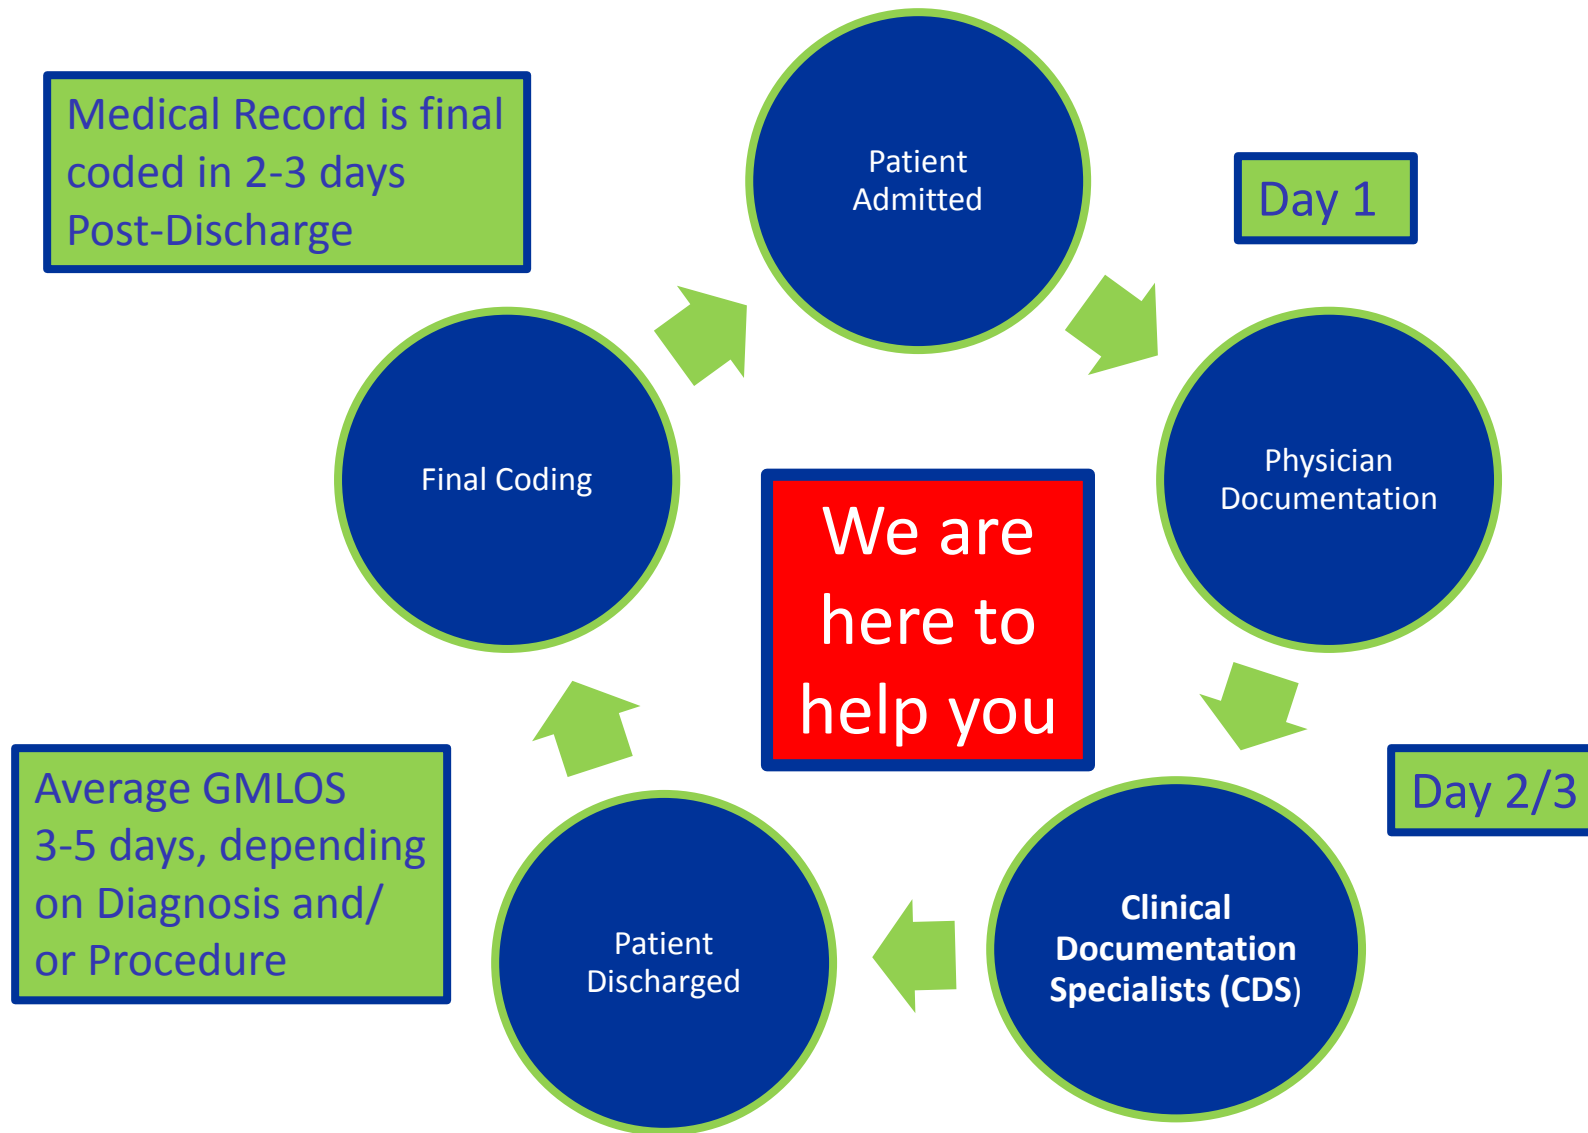 Medical Record is final
coded in 2-3 days
Post-Discharge
Patient
Admitted
Day 1
Final Coding
Physician
Documentation
We are
here to
help you
Average GMLOS
3-5 days, depending
on Diagnosis and/
or Procedure
Day 2/3
Patient
Discharged
Clinical
Documentation
Specialists (CDS)